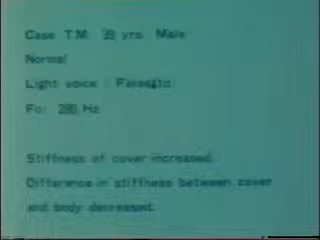 Case T.M. yrs. Male
Normal
Light voice Falsetto
Fo: Hz
Stiffness of cover increased.
Difference in stiffness between cover
and body decreased.